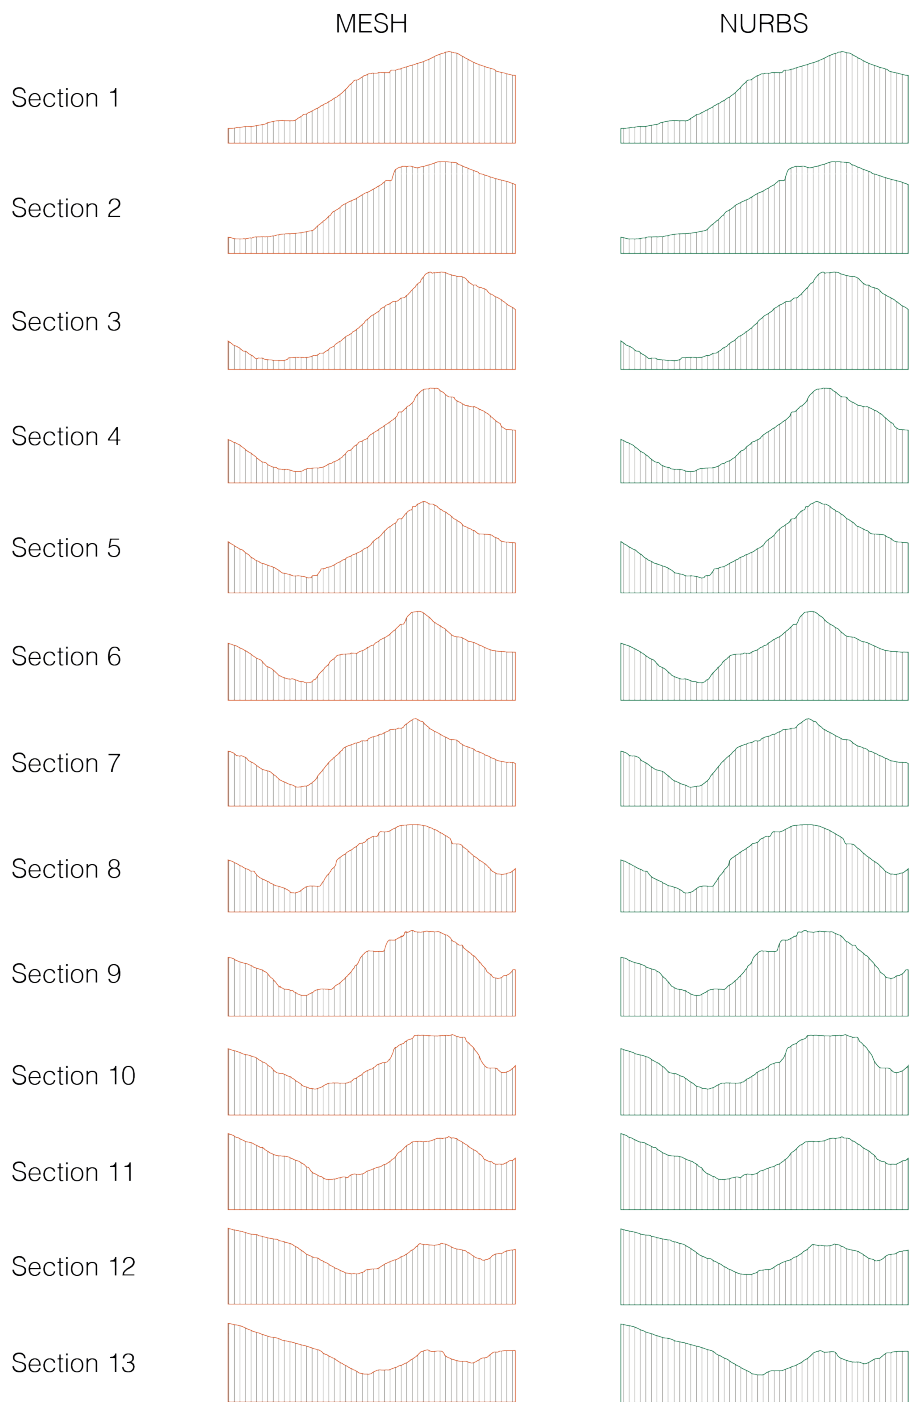 MESH NURBS
Section 1
Section 2
Section 3
Section 4
Section 5
Section 6
Section 7
Section 8
Section 9
Section 10
Section 11
Section 12
Section 13